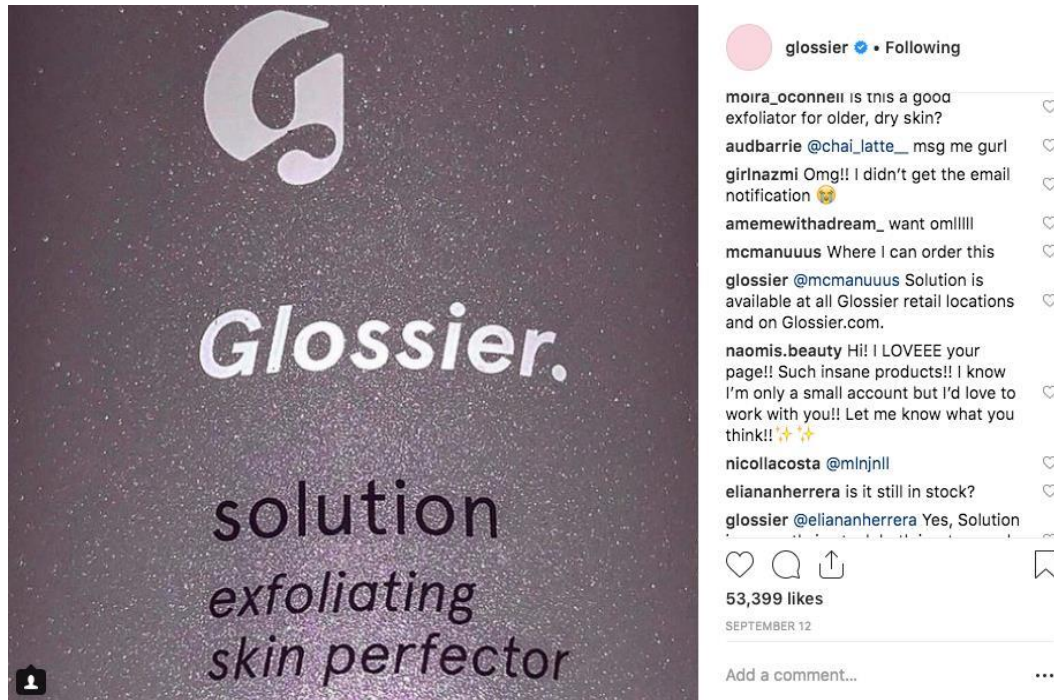 Glossier.
solution
exfoliating
skin perfector
glossier • Following
moira_oconnell is this a good
exfoliator for older, dry skin?
audbarrie @chai_latte__ msg me gurl
girlnazmi Omg!! I didn't get the email
notification 😭
amemewithadream_ want omlllll
mcmanuuus Where I can order this
glossier @mcmanuuus Solution is
available at all Glossier retail locations
and on Glossier.com.
naomis.beauty Hi! I LOVEEE your
page!! Such insane products!! I know
I'm only a small account but I'd love to
work with you!! Let me know what you
think!!✨✨
nicollacosta @mlnjnll
eliananherrera is it still in stock?
glossier @eliananherrera Yes, Solution
53,399 likes
SEPTEMBER 12
Add a comment...